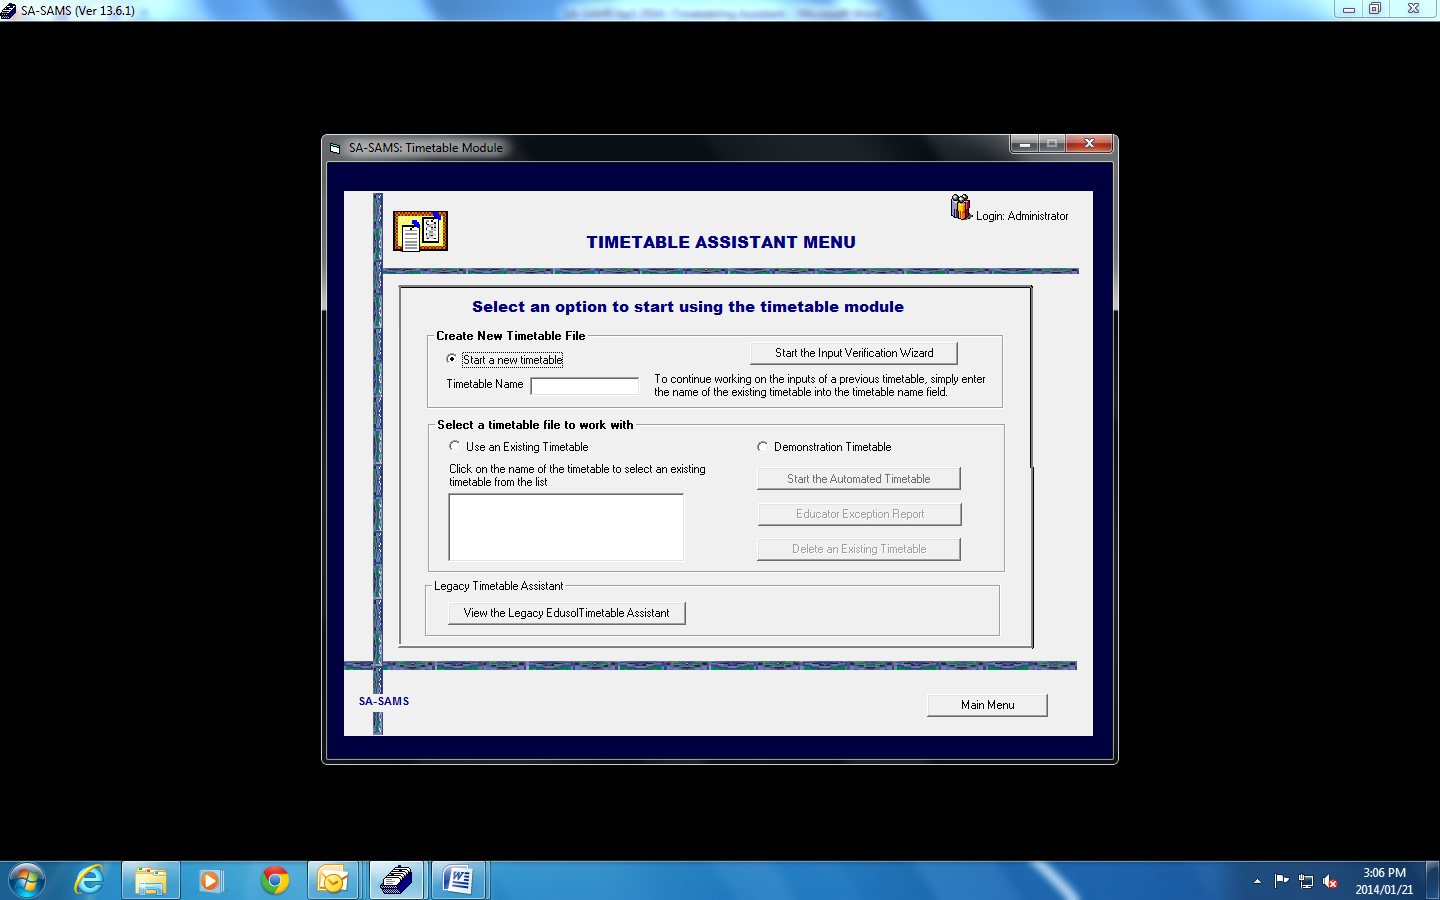 SA-SAMS (Ver 13.6.1)
SA-SAMS: Timetable Module
Login: Administrator
TIMETABLE ASSISTANT MENU
Select an option to start using the timetable module
Create New Timetable File
Start a new timetable
Start the Input Verification Wizard
Timetable Name
To continue working on the inputs of a previous timetable, simply enter
the name of the existing timetable into the timetable name field.
Select a timetable file to work with
Use an Existing Timetable
Demonstration Timetable
Click on the name of the timetable to select an existing
timetable from the list
Start the Automated Timetable
Educator Exception Report
Delete an Existing Timetable
Legacy Timetable Assistant
View the Legacy EdusolTimetable Assistant
SA-SAMS
Main Menu
3:06 PM
2014/01/21